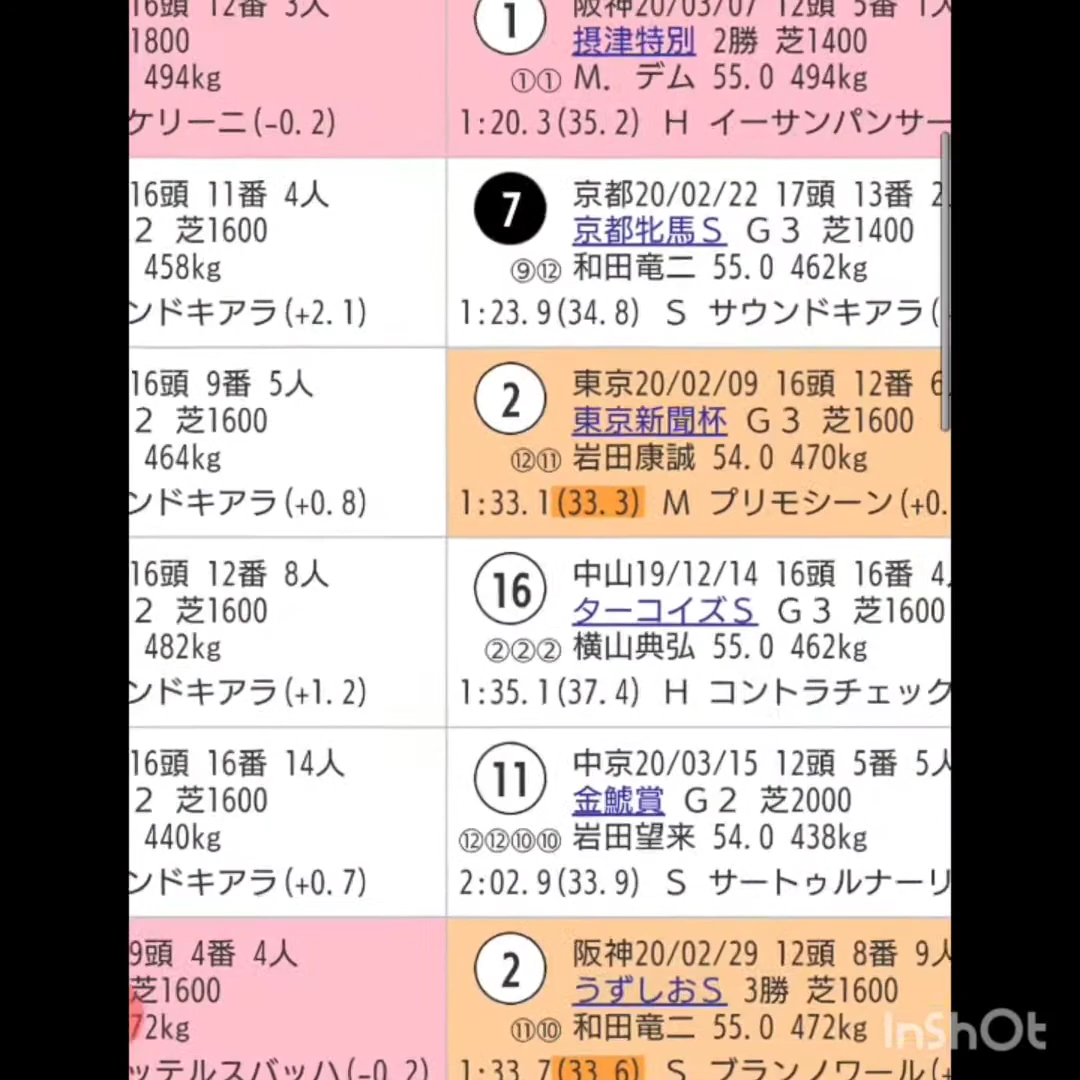 16頭 12番 3人
1800
494kg
ケリーニ(-0.2)
1 阪神20/03/07 12頭 5番 1人
摂津特別 2勝 芝1400
①① M. デム 55.0 494kg
1:20.3(35.2) H イーサンパンサー
16頭 11番 4人
2 芝1600
458kg
ンドキアラ(+2.1)
7 京都20/02/22 17頭 13番 2
京都牝馬S G3 芝1400
⑨⑫ 和田竜二 55.0 462kg
1:23.9(34.8) S サウンドキアラ(
16頭 9番 5人
2 芝1600
464kg
ンドキアラ(+0.8)
2 東京20/02/09 16頭 12番 6
東京新聞杯 G3 芝1600
⑫⑪ 岩田康誠 54.0 470kg
1:33.1(33.3) M プリモシーン(+0.
16頭 12番 8人
2 芝1600
482kg
ンドキアラ(+1.2)
16 中山19/12/14 16頭 16番 4
ターコイズS G3 芝1600
②②② 横山典弘 55.0 462kg
1:35.1(37.4) H コントラチェック
16頭 16番 14人
2 芝1600
440kg
ンドキアラ(+0.7)
11 中京20/03/15 12頭 5番 5人
金鯱賞 G2 芝2000
⑫⑫⑩⑩ 岩田望来 54.0 438kg
2:02.9(33.9) S サートゥルナーリ
9頭 4番 4人
芝1600
72kg
ッテルスバッハ(-0.2)
2 阪神20/02/29 12頭 8番 9人
うずしおS 3勝 芝1600
⑪⑩ 和田竜二 55.0 472kg
1:33.7(33.6) S ブランノワール(+
InShOt